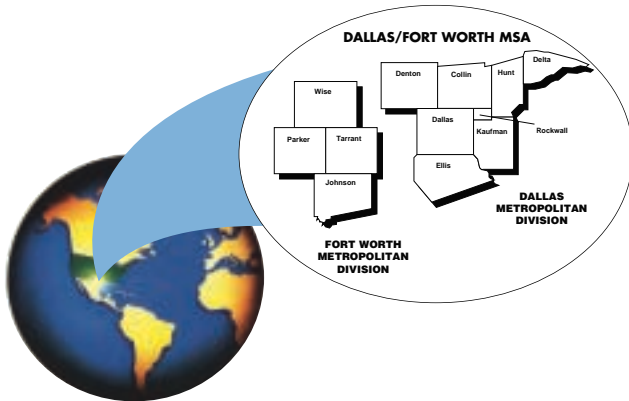 DALLAS/FORT WORTH MSA
Wise
Parker
Tarrant
Johnson
FORT WORTH
METROPOLITAN
DIVISION
Denton
Collin
Hunt
Delta
Dallas
Kaufman
Rockwall
Ellis
DALLAS
METROPOLITAN
DIVISION